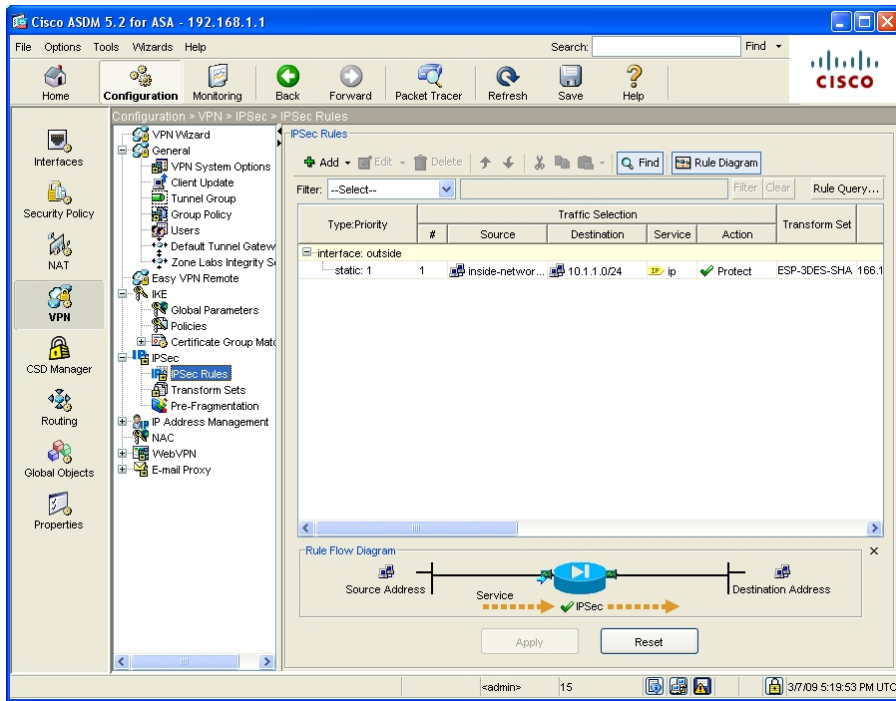 Cisco ASDM 5.2 for ASA - 192.168.1.1
File Options Tools Wizards Help Search: Find
Home Configuration Monitoring Back Forward Packet Tracer Refresh Save Help
CISCO
Configuration > VPN > IPSec > IPSec Rules
Interfaces
Security Policy
NAT
VPN
CSD Manager
Routing
Global Objects
Properties
VPN Wizard
General
VPN System Options
Client Update
Tunnel Group
Group Policy
Users
Default Tunnel Gatew
Zone Labs Integrity Se
Easy VPN Remote
IKE
Global Parameters
Policies
Certificate Group Matc
IPSec
IPSec Rules
Transform Sets
Pre-Fragmentation
IP Address Management
NAC
WebVPN
E-mail Proxy
IPSec Rules
Add Edit Delete Find Rule Diagram
Filter: --Select-- Filter Clear Rule Query...
Type:Priority Traffic Selection Transform Set
# Source Destination Service Action
interface: outside
static: 1 1 inside-networ... 10.1.1.0/24 ip Protect ESP-3DES-SHA 166.1
Rule Flow Diagram
Source Address Service IPSec Destination Address
Apply Reset
<admin> 15 3/7/09 5:19:53 PM UTC